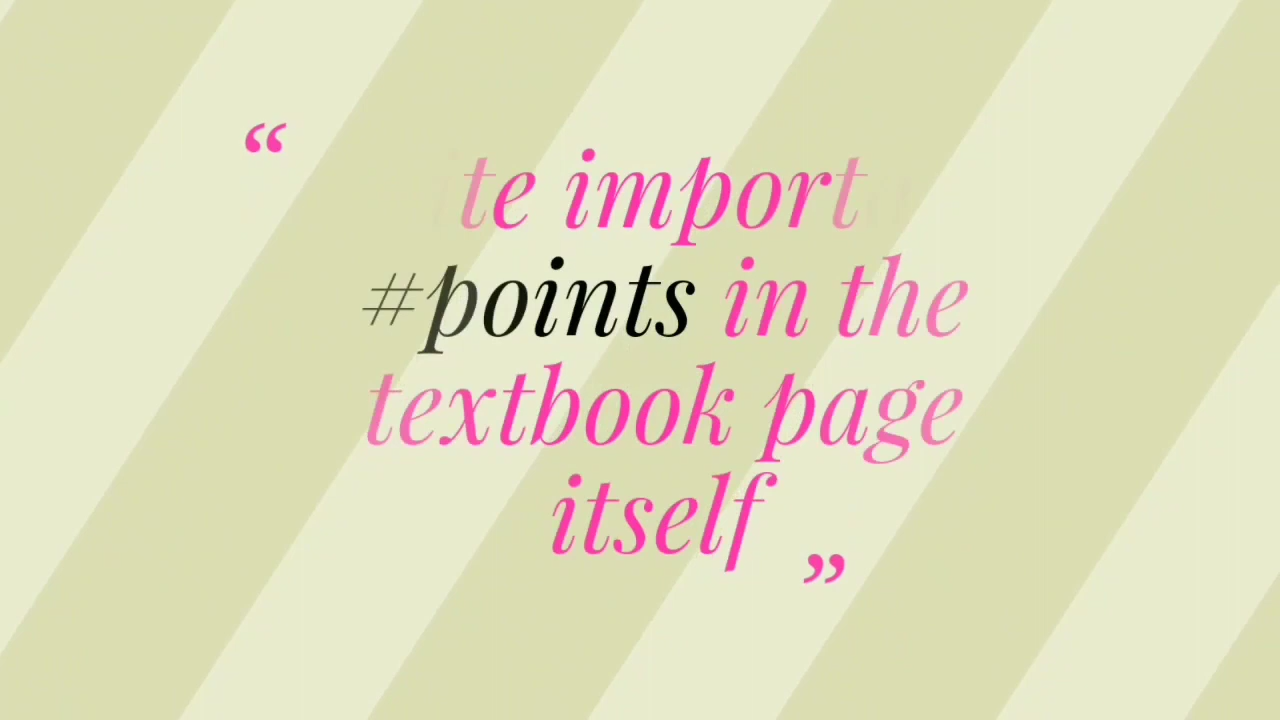 “
te import
#points in the
textbook page
itself
”